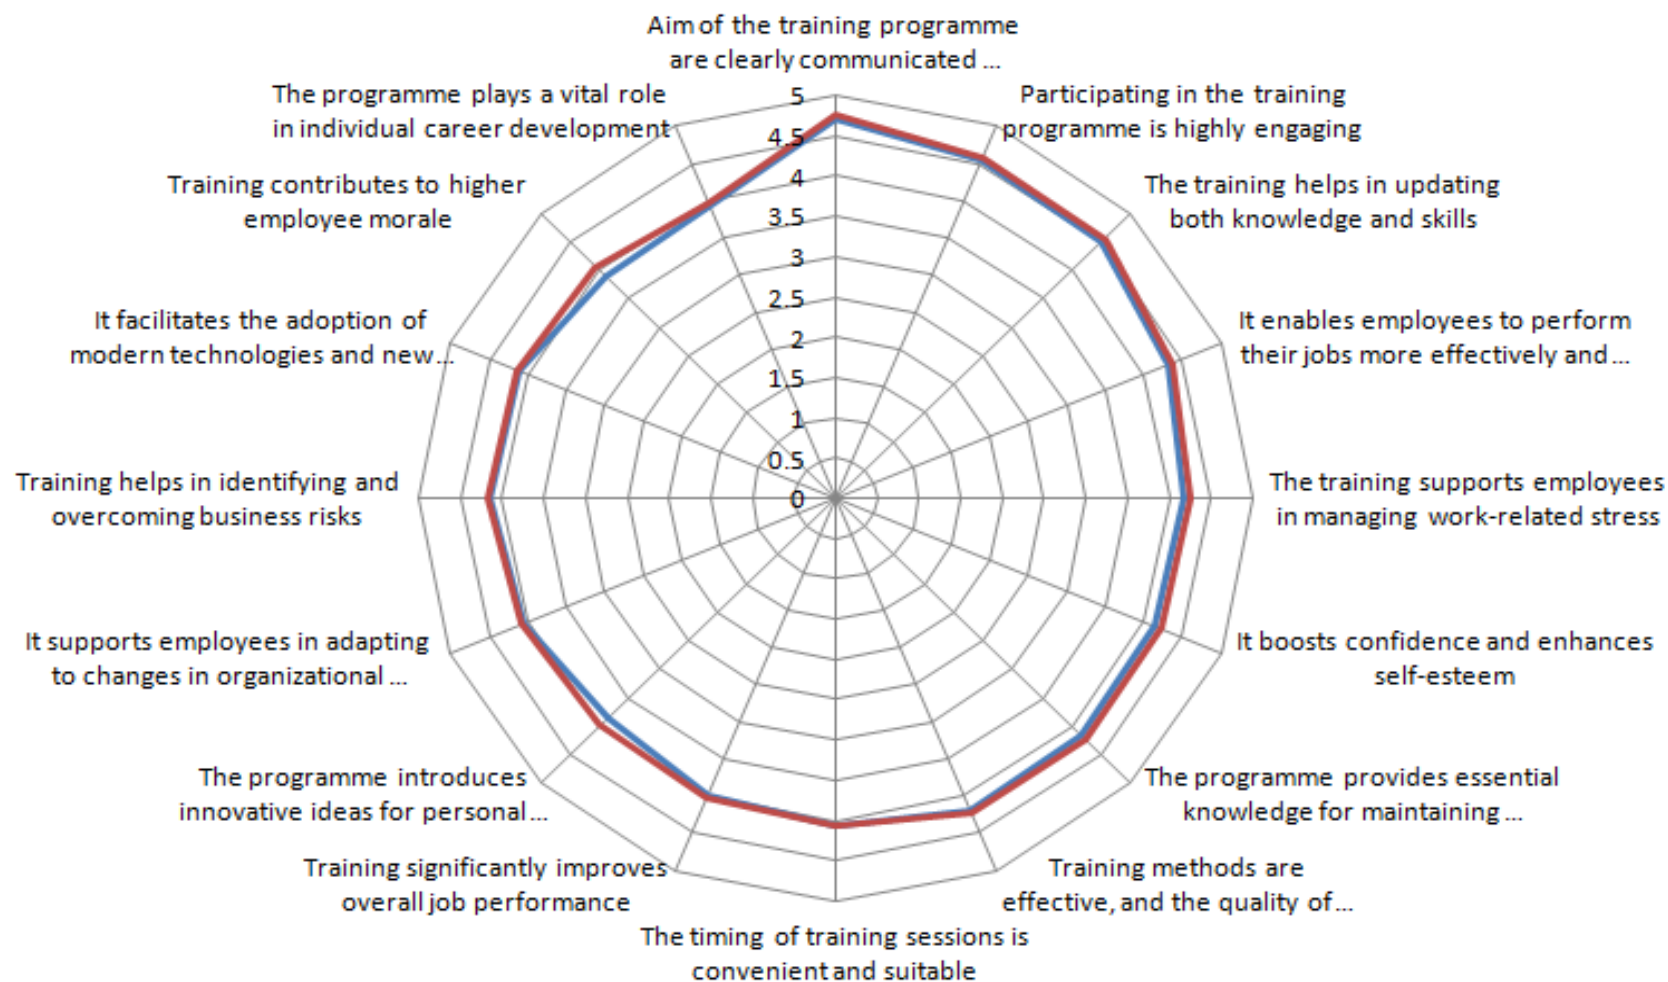 Aim of the training programme
are clearly communicated ...
Participating in the training
programme is highly engaging
The training helps in updating
both knowledge and skills
It enables employees to perform
their jobs more effectively and ...
The training supports employees
in managing work-related stress
It boosts confidence and enhances
self-esteem
The programme provides essential
knowledge for maintaining ...
Training methods are
effective, and the quality of ...
The timing of training sessions is
convenient and suitable
Training significantly improves
overall job performance
The programme introduces
innovative ideas for personal ...
It supports employees in adapting
to changes in organizational ...
Training helps in identifying and
overcoming business risks
It facilitates the adoption of
modern technologies and new ...
Training contributes to higher
employee morale
The programme plays a vital role
in individual career development
5
4.5
4
3.5
3
2.5
2
1.5
1
0.5
0